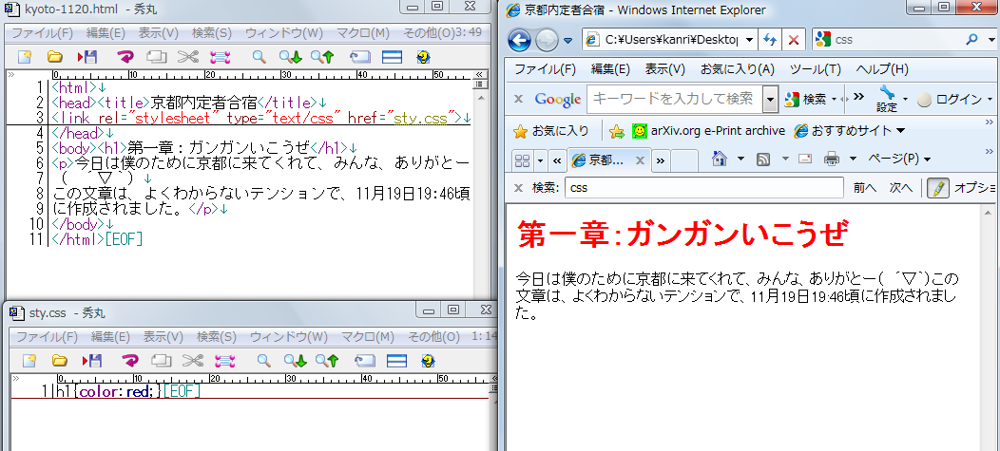 kyoto-1120.html - 秀丸
ファイル(F) 編集(E) 表示(V) 検索(S) ウィンドウ(W) マクロ(M) その他(O) 3:49
0 10 20 30 40 50
1 <html>↓
2 <head><title>京都内定者合宿</title>↓
3 <link rel="stylesheet" type="text/css" href="sty.css">↓
4 </head>↓
5 <body><h1>第一章：ガンガンいこうぜ</h1>↓
6 <p>今日は僕のために京都に来てくれて、みんな、ありがとー
7 （　´▽｀）↓
8 この文章は、よくわからないテンションで、11月19日19:46頃
9 に作成されました。</p>↓
10 </body>↓
11 </html>[EOF]
sty.css - 秀丸
ファイル(F) 編集(E) 表示(V) 検索(S) ウィンドウ(W) マクロ(M) その他(O) 1:14
0 10 20 30 40 50
1 h1{color:red;}[EOF]
京都内定者合宿 - Windows Internet Explorer
C:¥Users¥kanri¥Desktop css
ファイル(F) 編集(E) 表示(V) お気に入り(A) ツール(T) ヘルプ(H)
x Google キーワードを入力して検索 検索 » 設定 ログイン
お気に入り arXiv.org e-Print archive おすすめサイト
« 京都... x » ページ(P) »
x 検索: css 前へ 次へ オプショ
第一章：ガンガンいこうぜ
今日は僕のために京都に来てくれて、みんな、ありがとー（　´▽｀）この
文章は、よくわからないテンションで、11月19日19:46頃に作成されまし
た。